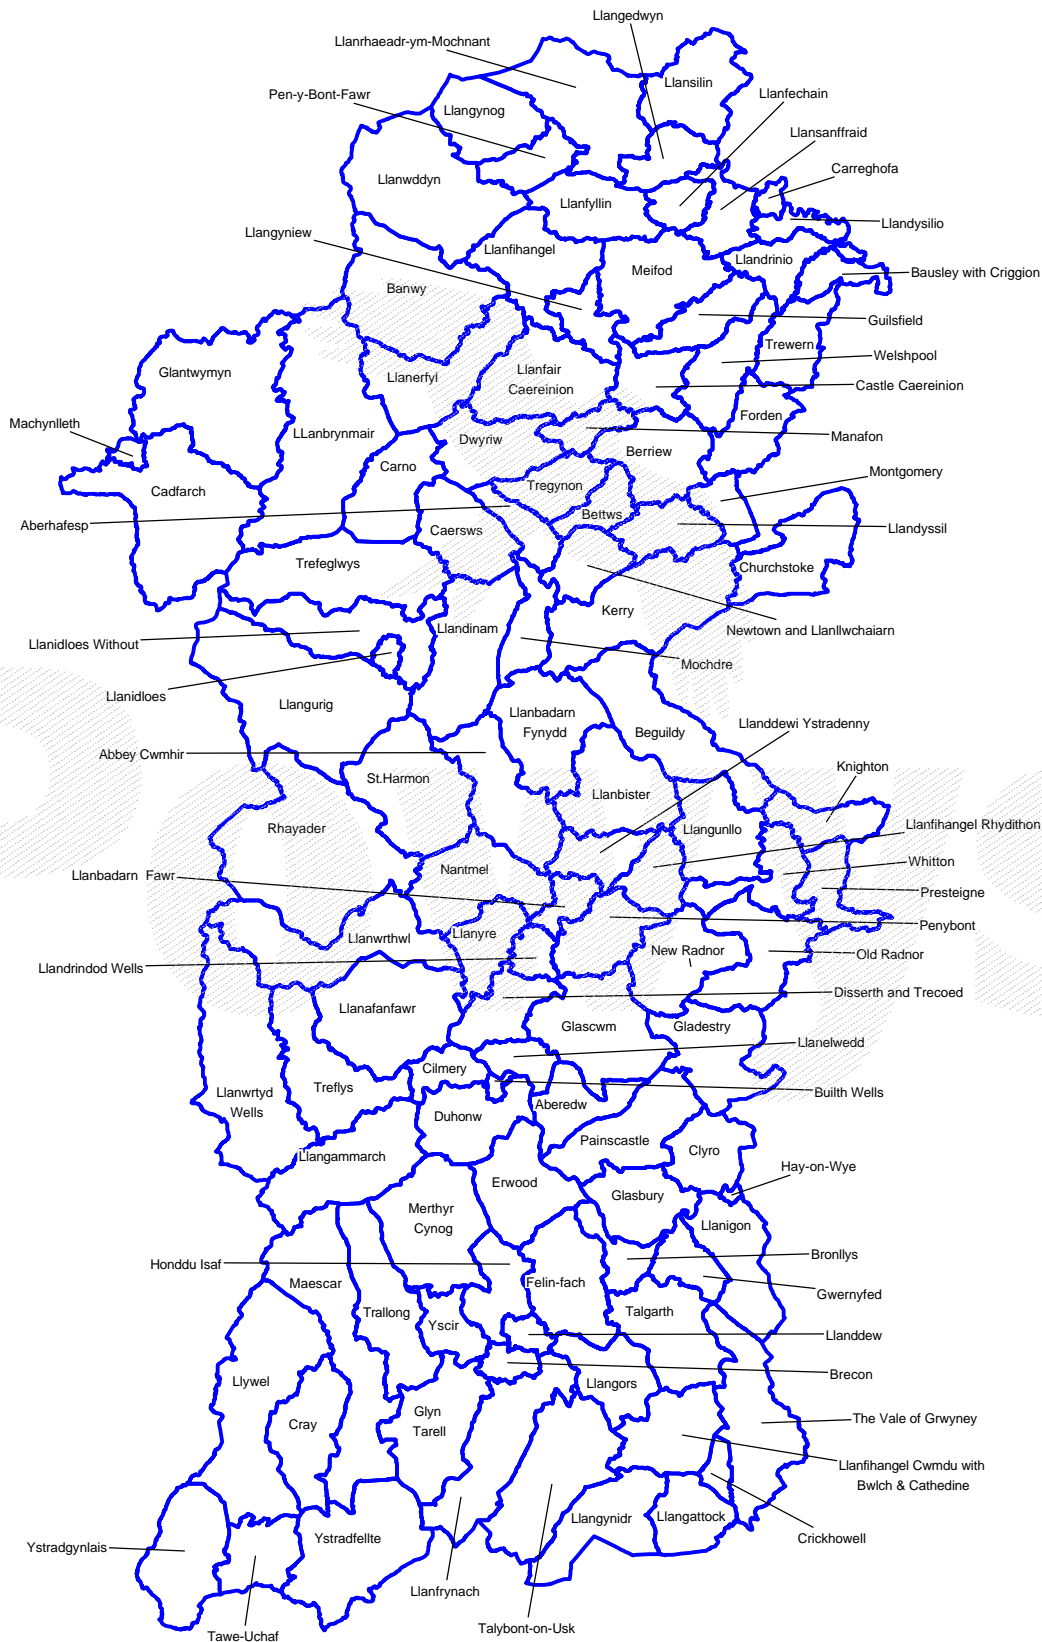 Llangedwyn
Llanrhaeadr-ym-Mochnant
Llansilin
Pen-y-Bont-Fawr
Llanfechain
Llangynog
Llansanffraid
Carreghofa
Llanwddyn
Llanfyllin
Llandysilio
Llangyniew
Llanfihangel
Llandrinio
Meifod
Bausley with Criggion
Banwy
Guilsfield
Trewern
Welshpool
Glantwymyn
Llanerfyl
Llanfair
Caereinion
Castle Caereinion
Forden
Machynlleth
LLanbrynmair
Dwyriw
Manafon
Berriew
Carno
Montgomery
Cadfarch
Tregynon
Bettws
Aberhafesp
Caersws
Llandyssil
Trefeglwys
Churchstoke
Kerry
Newtown and Llanllwchaiarn
Llandinam
Llanidloes Without
Mochdre
Llanidloes
Llangurig
Llanbadarn
Fynydd
Llanddewi Ystradenny
Beguildy
Abbey Cwmhir
Knighton
St.Harmon
Llanbister
Rhayader
Llangunllo
Llanfihangel Rhydithon
Whitton
Nantmel
Llanbadarn Fawr
Presteigne
Penybont
Llanwrthwl
Llanyre
New Radnor
Old Radnor
Llandrindod Wells
Disserth and Trecoed
Llanafanfawr
Glascwm
Gladestry
Llanelwedd
Cilmery
Treflys
Llanwrtyd
Wells
Builth Wells
Aberedw
Duhonw
Painscastle
Llangammarch
Clyro
Hay-on-Wye
Erwood
Glasbury
Merthyr
Cynog
Llanigon
Bronllys
Honddu Isaf
Maescar
Felin-fach
Gwernyfed
Trallong
Yscir
Talgarth
Llanddew
Brecon
Llywel
Llangors
Glyn
Tarell
Cray
The Vale of Grwyney
Llanfihangel Cwmdu with
Bwlch & Cathedine
Llangynidr
Llangattock
Crickhowell
Ystradfellte
Ystradgynlais
Llanfrynach
Talybont-on-Usk
Tawe-Uchaf